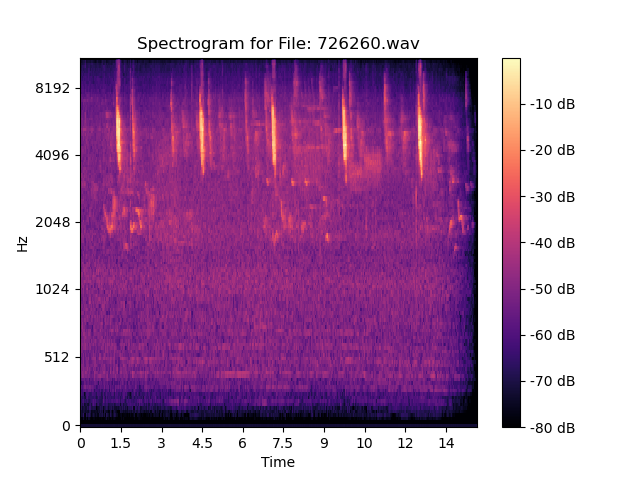 Spectrogram for File: 726260.wav
8192
4096
2048
1024
512
0
Hz
0 1.5 3 4.5 6 7.5 9 10 12 14
Time
-10 dB
-20 dB
-30 dB
-40 dB
-50 dB
-60 dB
-70 dB
-80 dB